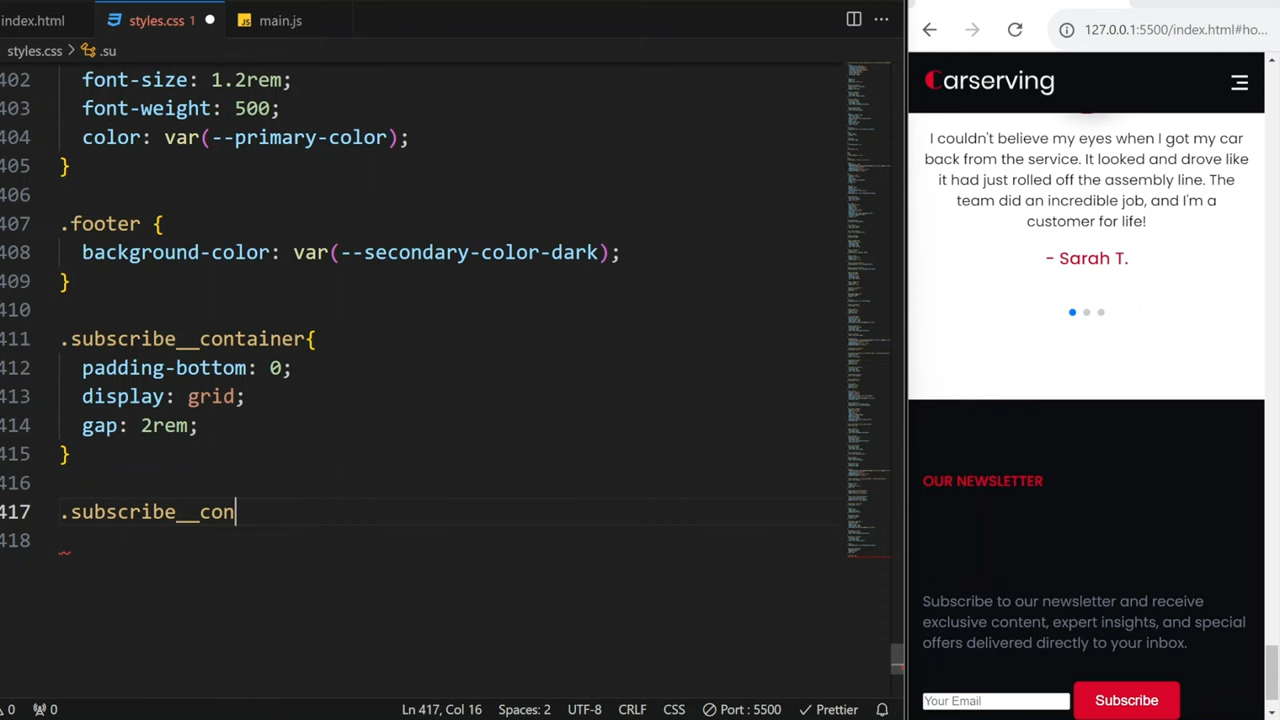 index.html
styles.css 1
JS main.js
styles.css > .su
402 font-size: 1.2rem;
403 font-weight: 500;
404 color: var(--primary-color);
405 }
406
407 .footer {
408 background-color: var(--secondary-color-dark);
409 }
410
411 .subscribe__container{
412 padding-bottom: 0;
413 display: grid;
414 gap: 2rem;
415 }
416
417 .subscribe__con
418
0 0 Ln 417, Col 16 Spaces: 2 UTF-8 CRLF CSS Port : 5500 Prettier
127.0.0.1:5500/index.html#ho...
Carserving
I couldn't believe my eyes when I got my car
back from the service. It looked and drove like
it had just rolled off the assembly line. The
team did an incredible job, and I'm a
customer for life!
- Sarah T.
OUR NEWSLETTER
Subscribe to our newsletter and receive
exclusive content, expert insights, and special
offers delivered directly to your inbox.
Your Email
Subscribe